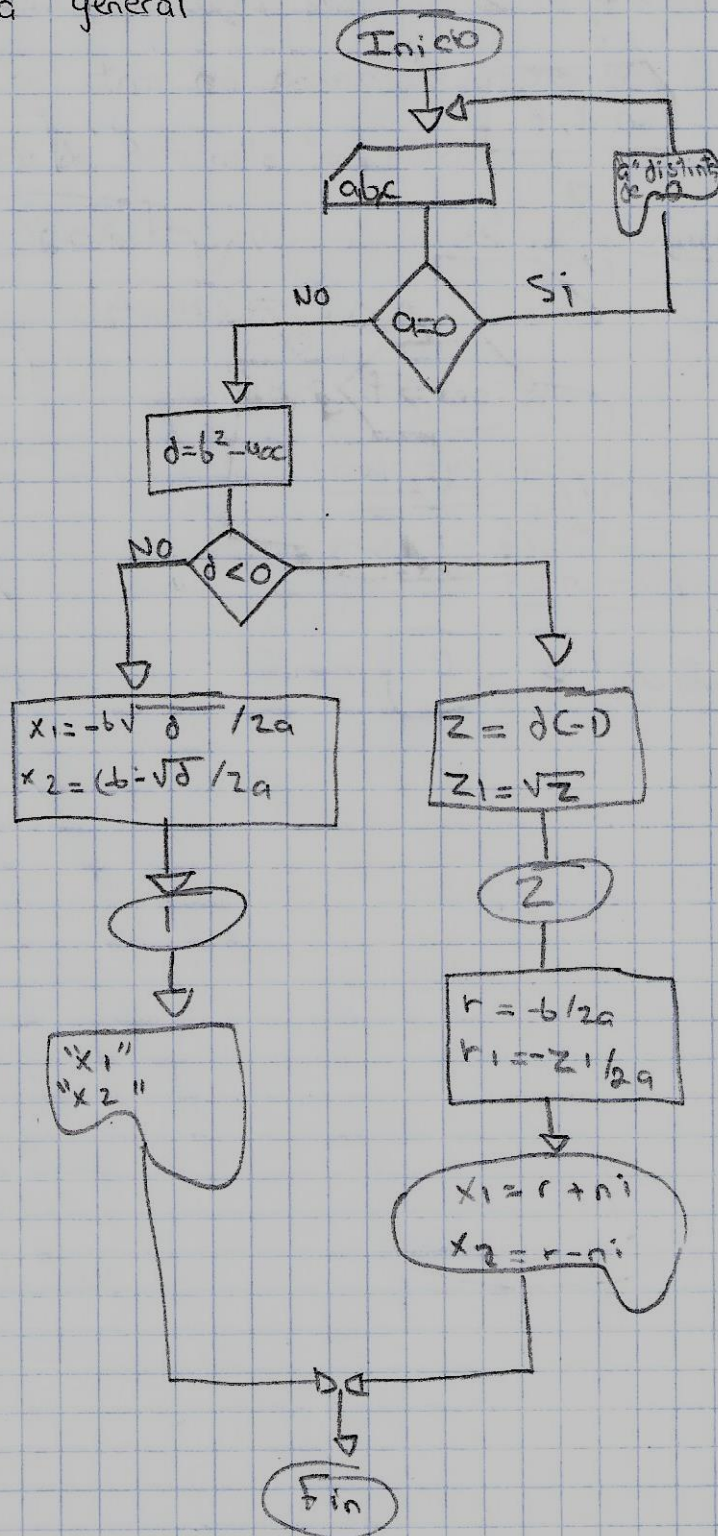 a general
Inicio
abc
a" distinto
de 0
NO
Si
a=0
d=b²-4ac
NO
d<0
x1=-b√d /2a
x2=(-b-√d /2a
z = d(-1)
z1=√z
1
2
r = -b/2a
r1=-z1/2a
"x1"
"x2"
x1=r+ni
x2=r-ni
Fin